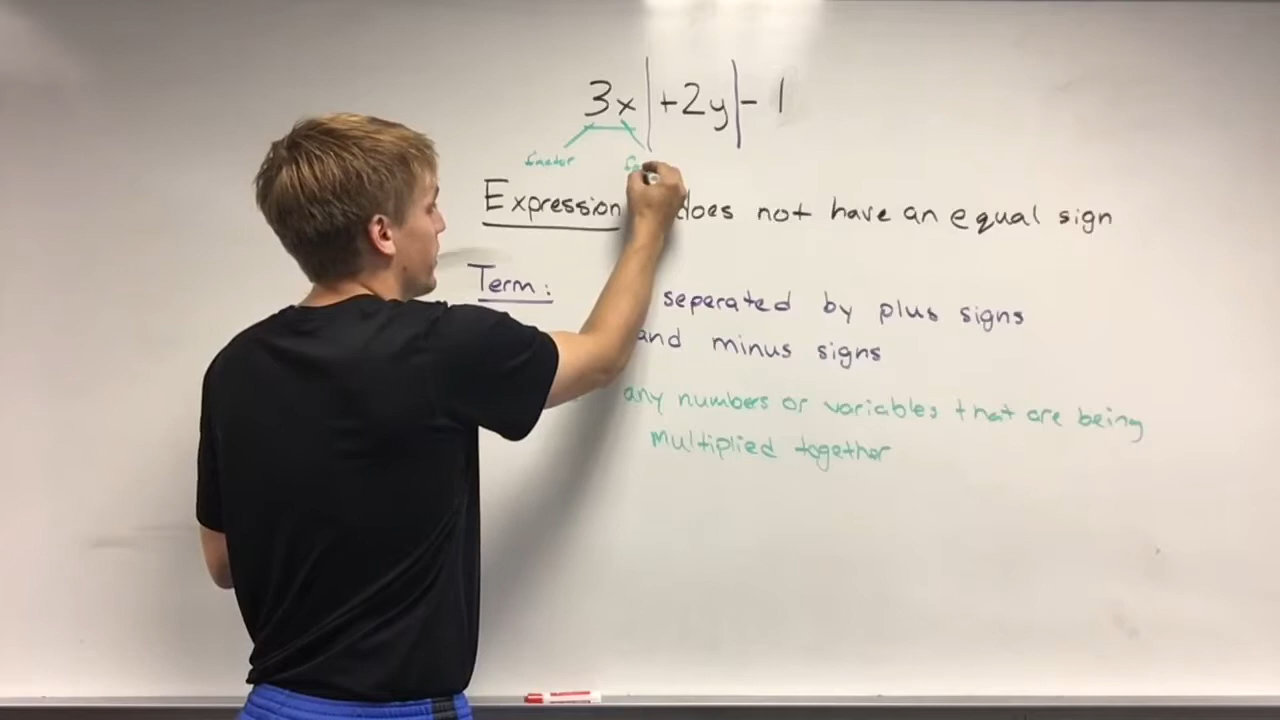 3x | +2y | - 1
factor
Expression does not have an equal sign
Term: separated by plus signs
and minus signs
any numbers or variables that are being
multiplied together